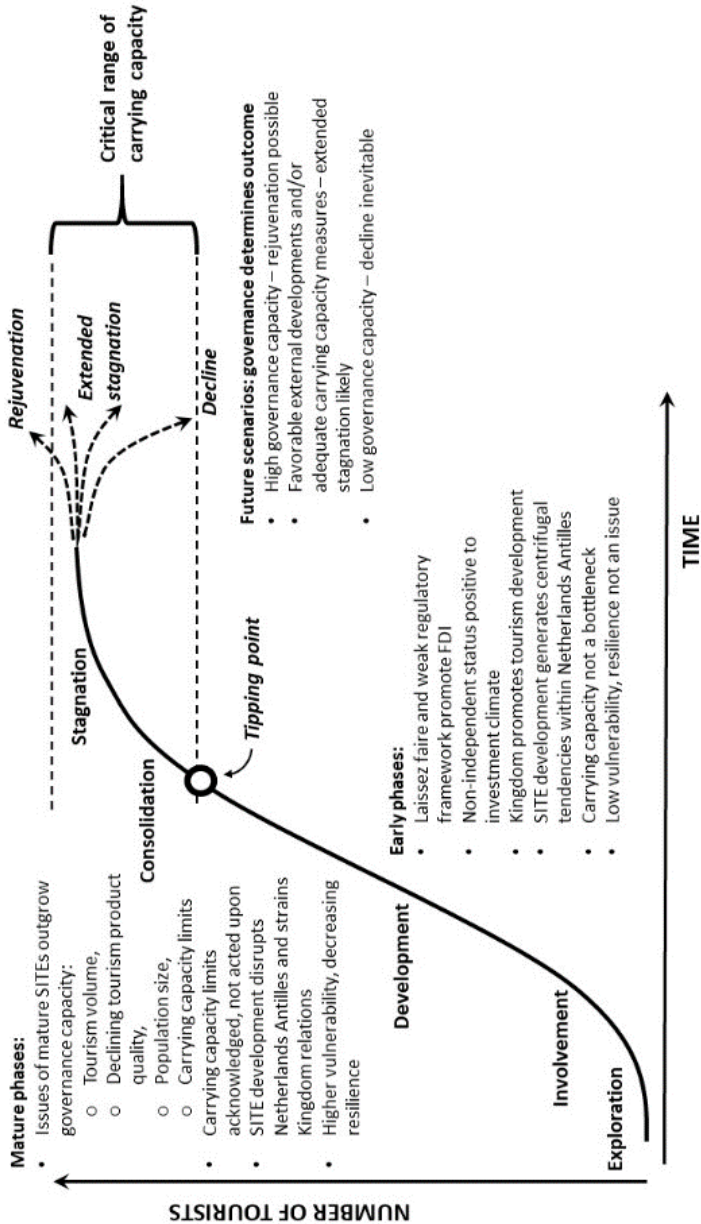 Mature phases:
• Issues of mature SITEs outgrow
governance capacity:
o Tourism volume,
o Declining tourism product
quality,
o Population size,
o Carrying capacity limits
• Carrying capacity limits
acknowledged, not acted upon
• SITE development disrupts
Netherlands Antilles and strains
Kingdom relations
• Higher vulnerability, decreasing
resilience
NUMBER OF TOURISTS
Exploration
Involvement
Development
Consolidation
Stagnation
Tipping point
Rejuvenation
Extended
stagnation
Decline
Critical range of
carrying capacity
Early phases:
• Laissez faire and weak regulatory
framework promote FDI
• Non-independent status positive to
investment climate
• Kingdom promotes tourism development
• SITE development generates centrifugal
tendencies within Netherlands Antilles
• Carrying capacity not a bottleneck
• Low vulnerability, resilience not an issue
Future scenarios: governance determines outcome
• High governance capacity – rejuvenation possible
• Favorable external developments and/or
adequate carrying capacity measures – extended
stagnation likely
• Low governance capacity – decline inevitable
TIME